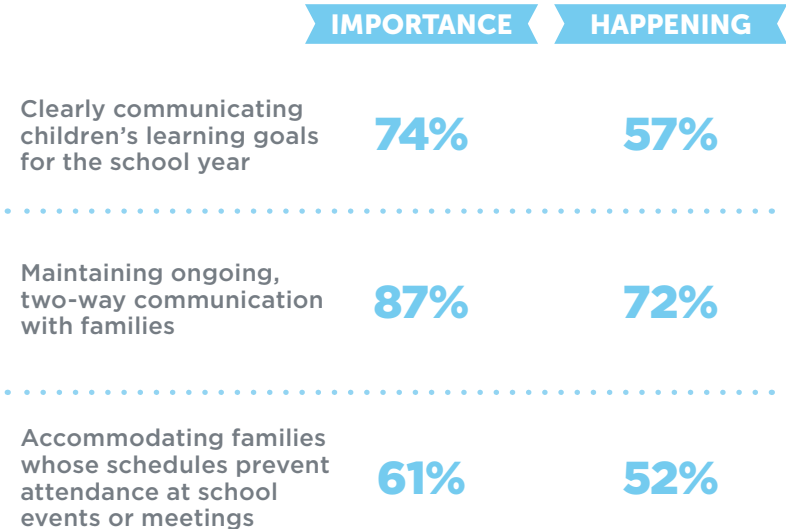 IMPORTANCE HAPPENING
Clearly communicating
children’s learning goals
for the school year
74% 57%
Maintaining ongoing,
two-way communication
with families
87% 72%
Accommodating families
whose schedules prevent
attendance at school
events or meetings
61% 52%